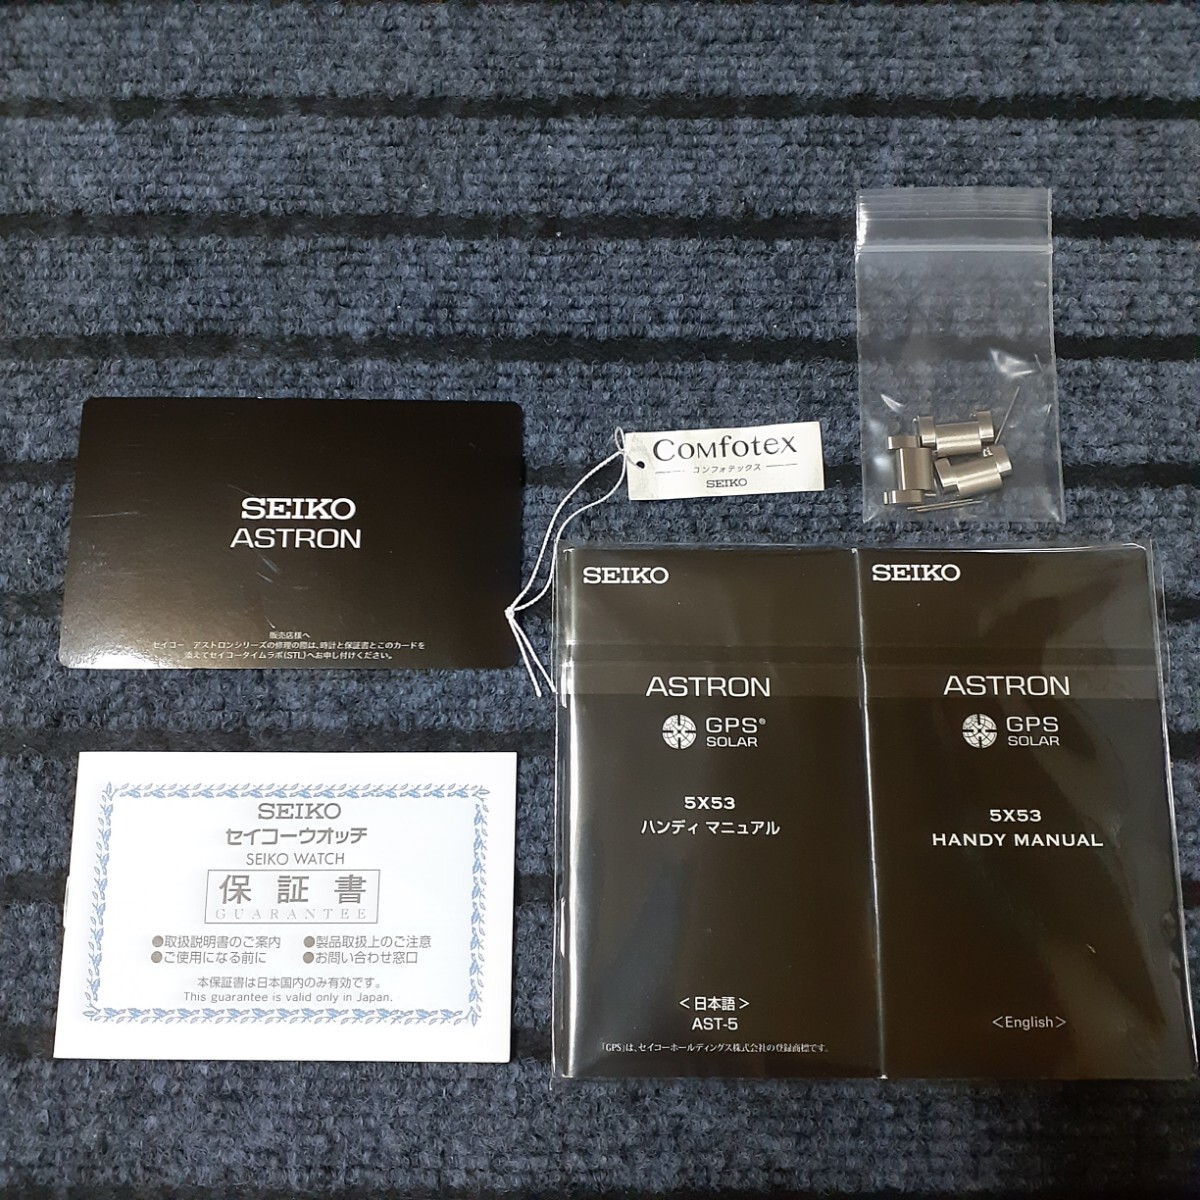 SEIKO
ASTRON
販売店様へ
セイコー アストロンシリーズの修理の際は、時計と保証書とこのカードを
添えてセイコータイムラボ(STL)へお申し付けください。
COMfOtEX
コンフォテックス
SEIKO
SEIKO
ASTRON
GPS®
SOLAR
5X53
ハンディ マニュアル
<日本語>
AST-5
「GPS」は、セイコーホールディングス株式会社の登録商標です。
SEIKO
ASTRON
GPS
SOLAR
5X53
HANDY MANUAL
<English>
SEIKO
セイコーウオッチ
SEIKO WATCH
保証書
GUARANTEE
●取扱説明書のご案内 ●製品取扱上のご注意
●ご使用になる前に ●お問い合わせ窓口
本保証書は日本国内のみ有効です。
This guarantee is valid only in Japan.